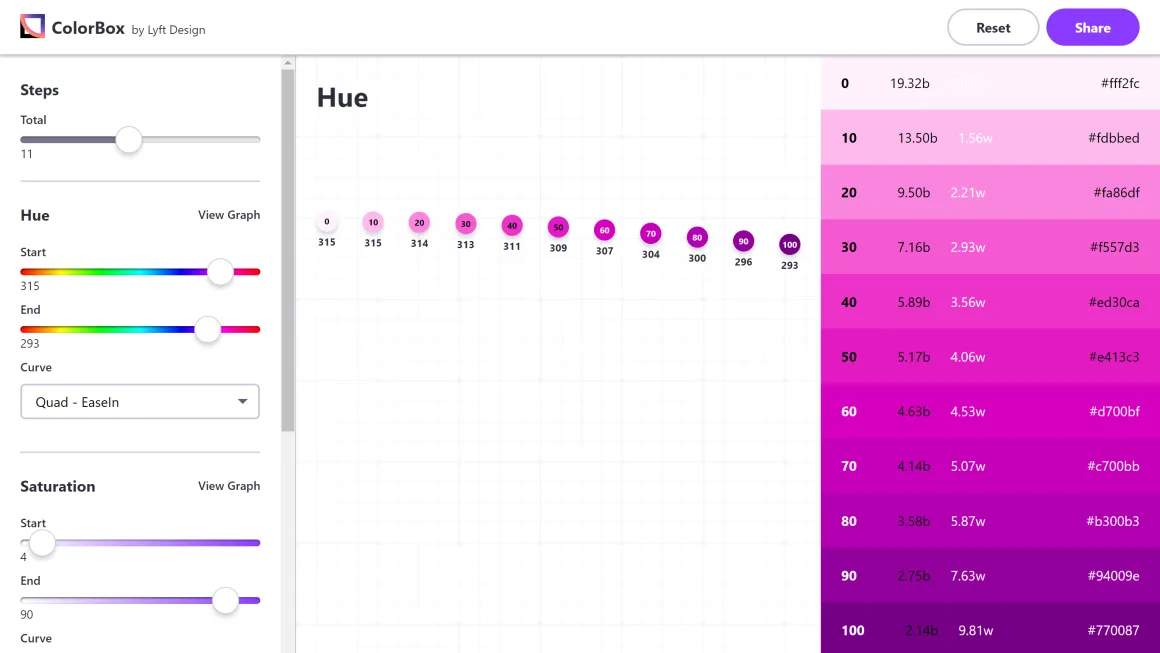 ColorBox by Lyft Design
Reset
Share
Steps
Total
11
Hue
View Graph
Start
315
End
293
Curve
Quad - EaseIn
Saturation
View Graph
Start
4
End
90
Curve
Hue
0
315
10
315
20
314
30
313
40
311
50
309
60
307
70
304
80
300
90
296
100
293
0 19.32b #fff2fc
10 13.50b 1.56w #fdbbed
20 9.50b 2.21w #fa86df
30 7.16b 2.93w #f557d3
40 5.89b 3.56w #ed30ca
50 5.17b 4.06w #e413c3
60 4.63b 4.53w #d700bf
70 4.14b 5.07w #c700bb
80 3.58b 5.87w #b300b3
90 2.75b 7.63w #94009e
100 2.14b 9.81w #770087